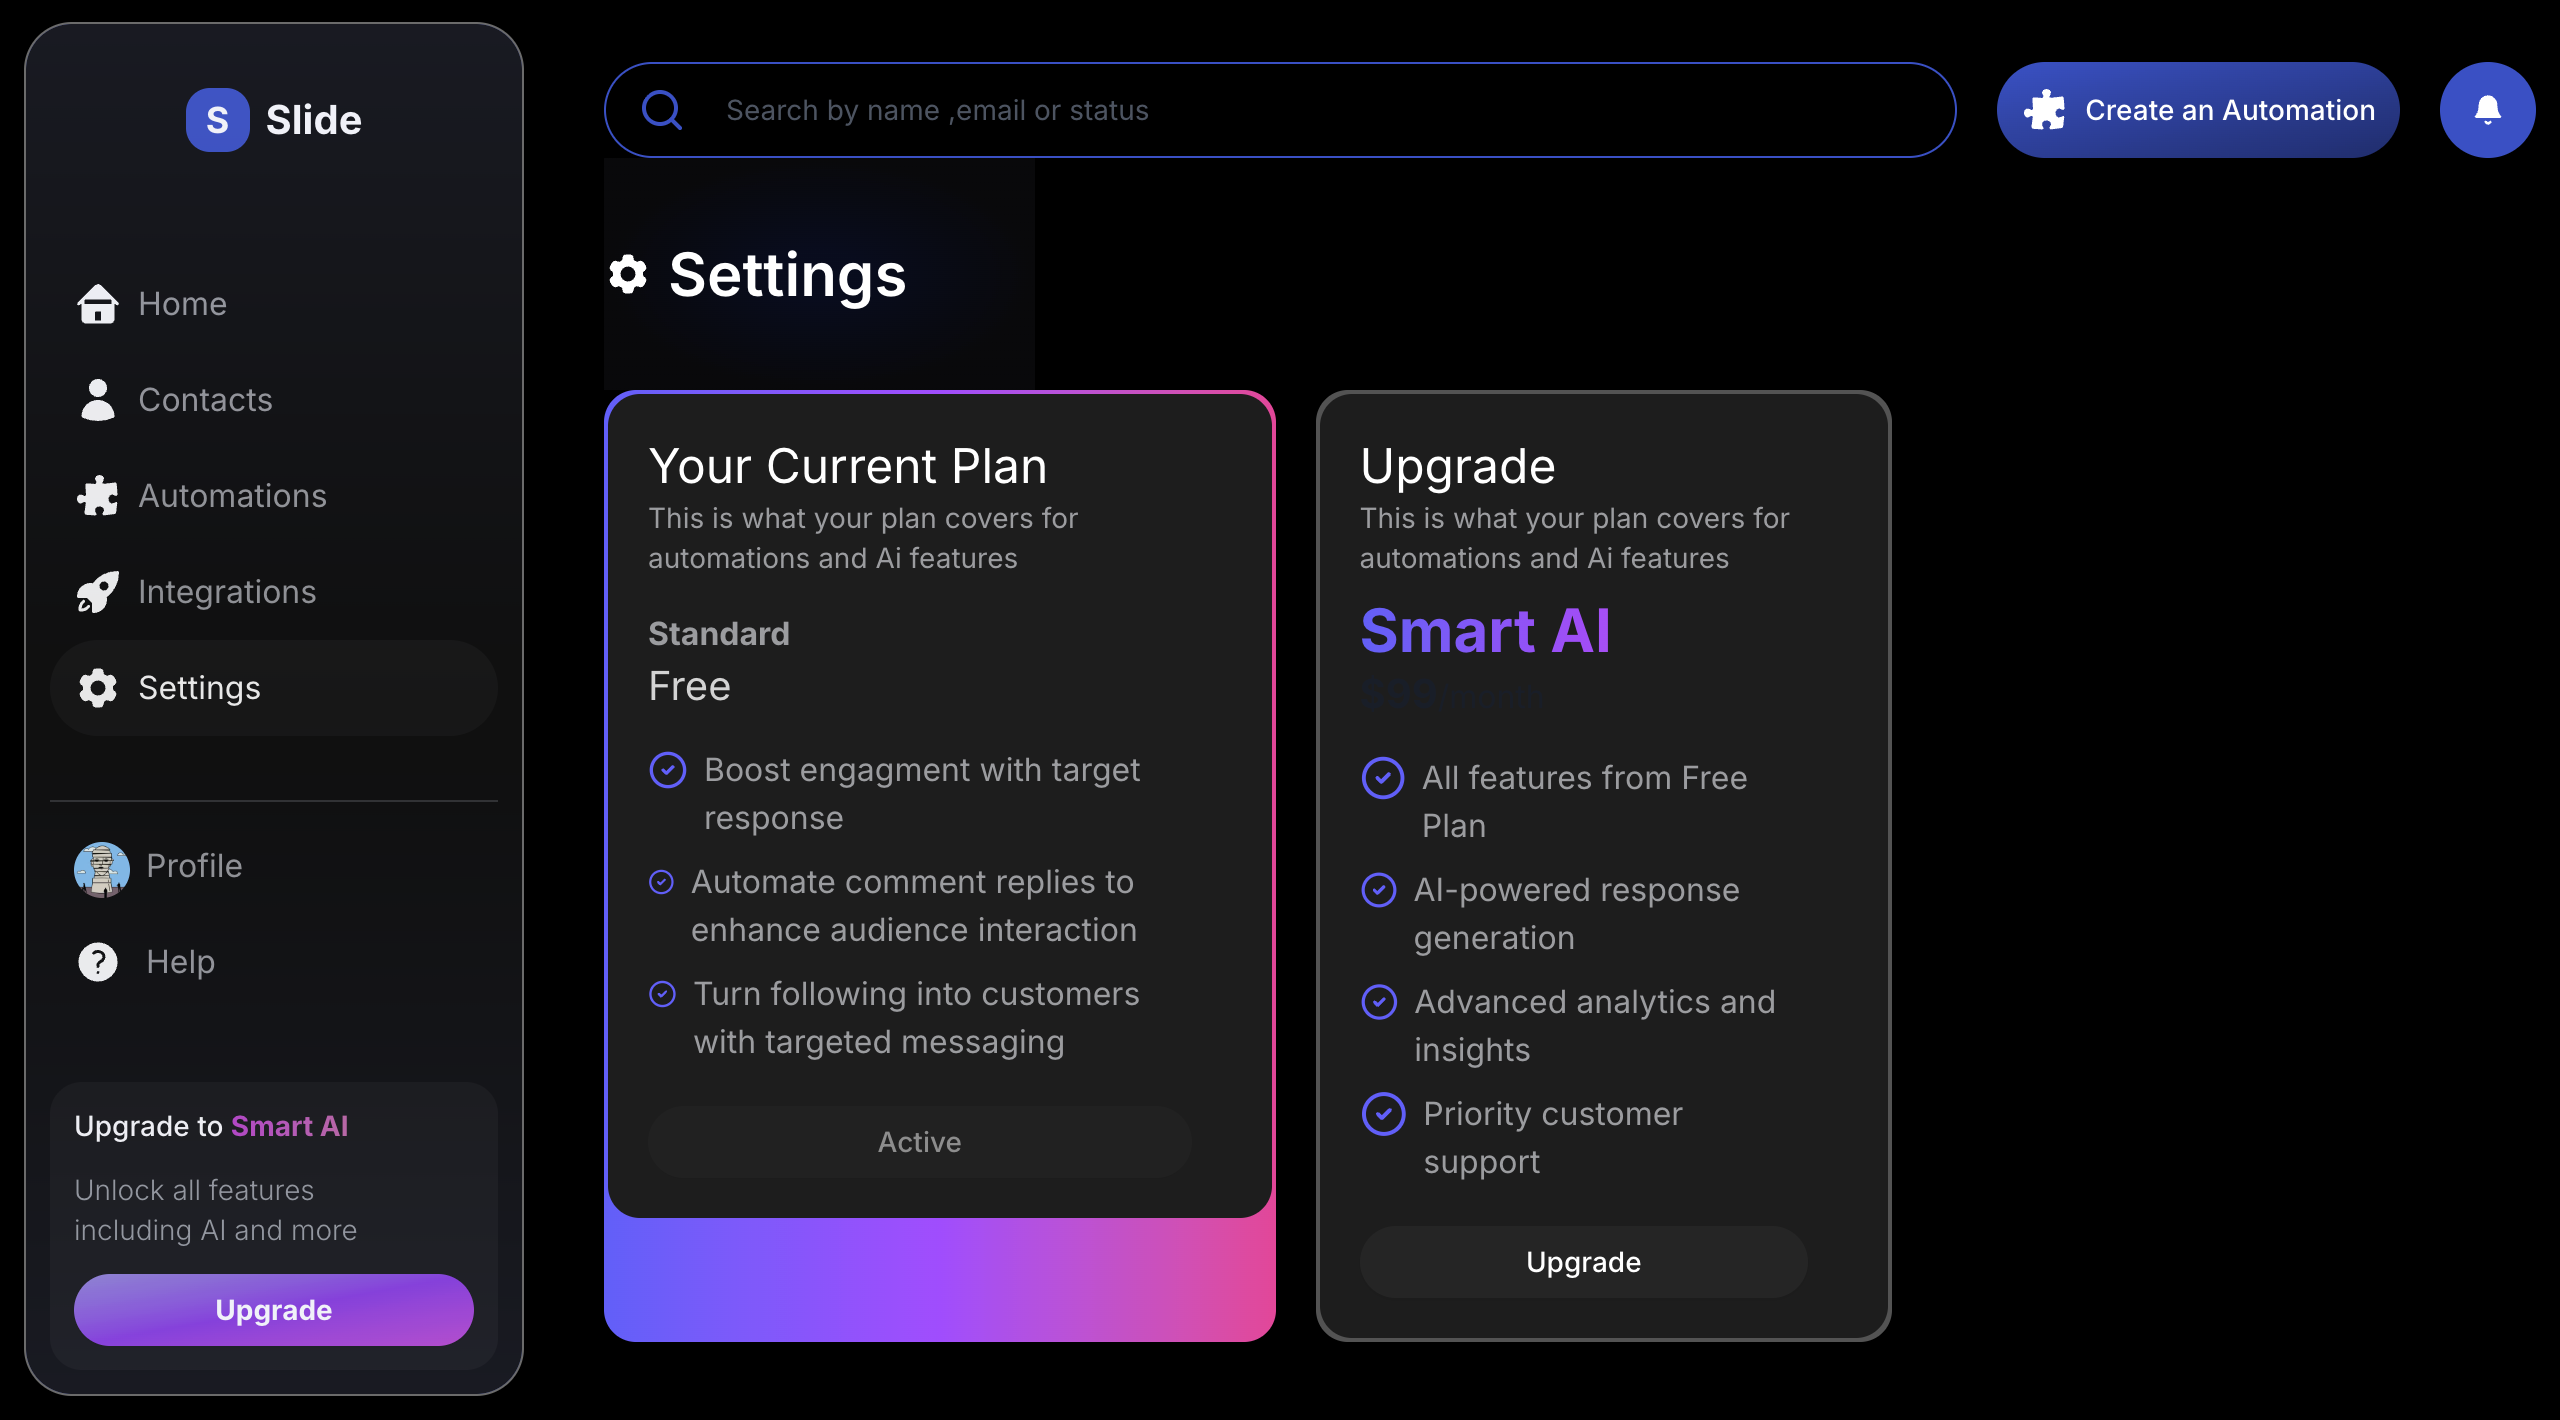 S Slide
Home
Contacts
Automations
Integrations
Settings
Profile
Help
Upgrade to Smart AI
Unlock all features
including AI and more
Upgrade
Search by name ,email or status
Create an Automation
Settings
Your Current Plan
This is what your plan covers for
automations and Ai features
Standard
Free
Boost engagment with target
response
Automate comment replies to
enhance audience interaction
Turn following into customers
with targeted messaging
Active
Upgrade
This is what your plan covers for
automations and Ai features
Smart AI
$99
All features from Free
Plan
AI-powered response
generation
Advanced analytics and
insights
Priority customer
support
Upgrade